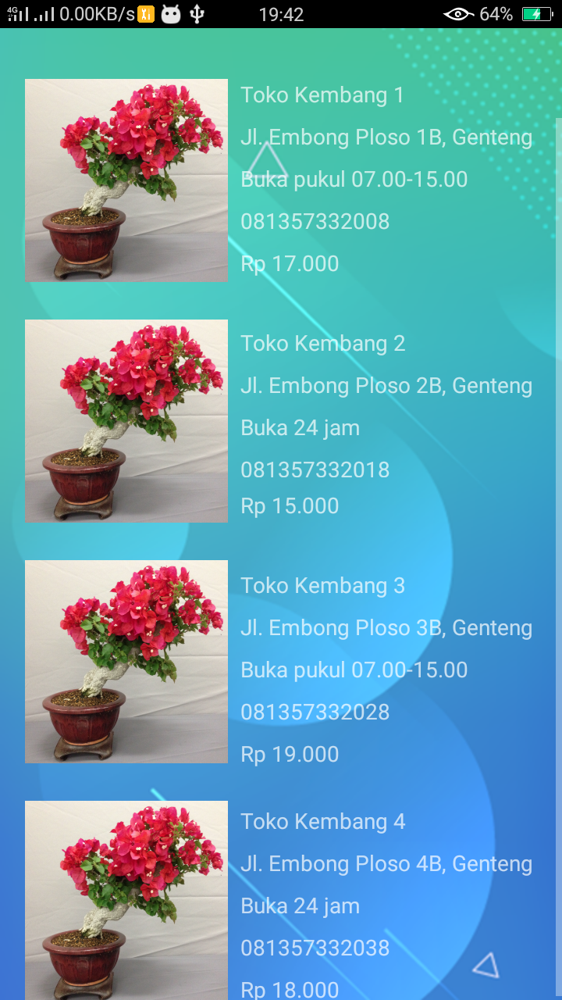 4G 0.00KB/s 19:42 64%
Toko Kembang 1
Jl. Embong Ploso 1B, Genteng
Buka pukul 07.00-15.00
081357332008
Rp 17.000
Toko Kembang 2
Jl. Embong Ploso 2B, Genteng
Buka 24 jam
081357332018
Rp 15.000
Toko Kembang 3
Jl. Embong Ploso 3B, Genteng
Buka pukul 07.00-15.00
081357332028
Rp 19.000
Toko Kembang 4
Jl. Embong Ploso 4B, Genteng
Buka 24 jam
081357332038
Rp 18.000